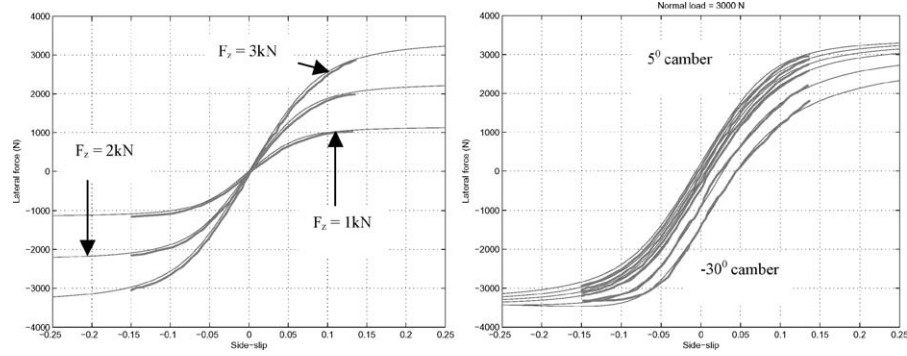 4000
3000
2000
1000
0
-1000
-2000
-3000
-4000
Lateral force (N)
F_z = 3kN
F_z = 2kN
F_z = 1kN
-0.25 -0.2 -0.15 -0.1 -0.05 0 0.05 0.1 0.15 0.2 0.25
Side-slip
Normal load = 3000 N
4000
3000
2000
1000
0
-1000
-2000
-3000
-4000
Lateral force (N)
5⁰ camber
-30⁰ camber
-0.25 -0.2 -0.15 -0.1 -0.05 0 0.05 0.1 0.15 0.2 0.25
Side-slip